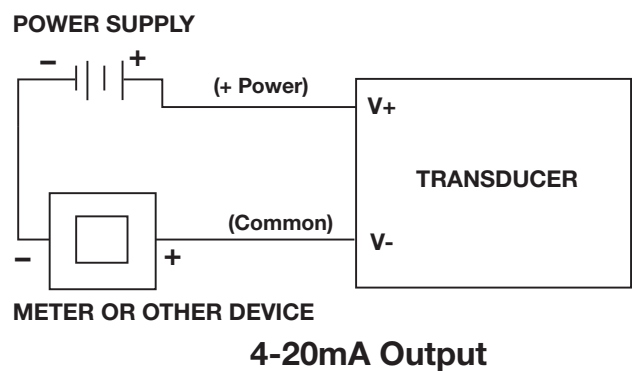 POWER SUPPLY
− +
(+ Power)
V+
TRANSDUCER
(Common)
V-
− +
METER OR OTHER DEVICE
4-20mA Output